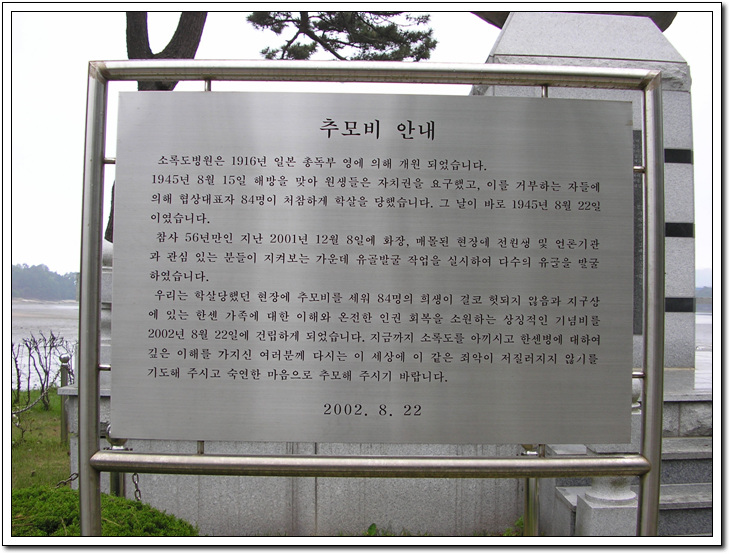 추모비 안내
소록도병원은 1916년 일본 총독부 영에 의해 개원 되었습니다.
1945년 8월 15일 해방을 맞아 원생들은 자치권을 요구했고, 이를 거부하는 자들에
의해 협상대표자 84명이 처참하게 학살을 당했습니다. 그 날이 바로 1945년 8월 22일
이었습니다.
참사 56년만인 지난 2001년 12월 8일에 화장, 매몰된 현장에 전원생 및 언론기관
과 관심 있는 분들이 지켜보는 가운데 유골발굴 작업을 실시하여 다수의 유골을 발굴
하였습니다.
우리는 학살당했던 현장에 추모비를 세워 84명의 희생이 결코 헛되지 않음과 지구상
에 있는 한센 가족에 대한 이해와 온전한 인권 회복을 소원하는 상징적인 기념비를
2002년 8월 22일에 건립하게 되었습니다. 지금까지 소록도를 아끼시고 한센병에 대하여
깊은 이해를 가지신 여러분께 다시는 이 세상에 이 같은 죄악이 저질러지지 않기를
기도해 주시고 숙연한 마음으로 추모해 주시기 바랍니다.
2002. 8. 22